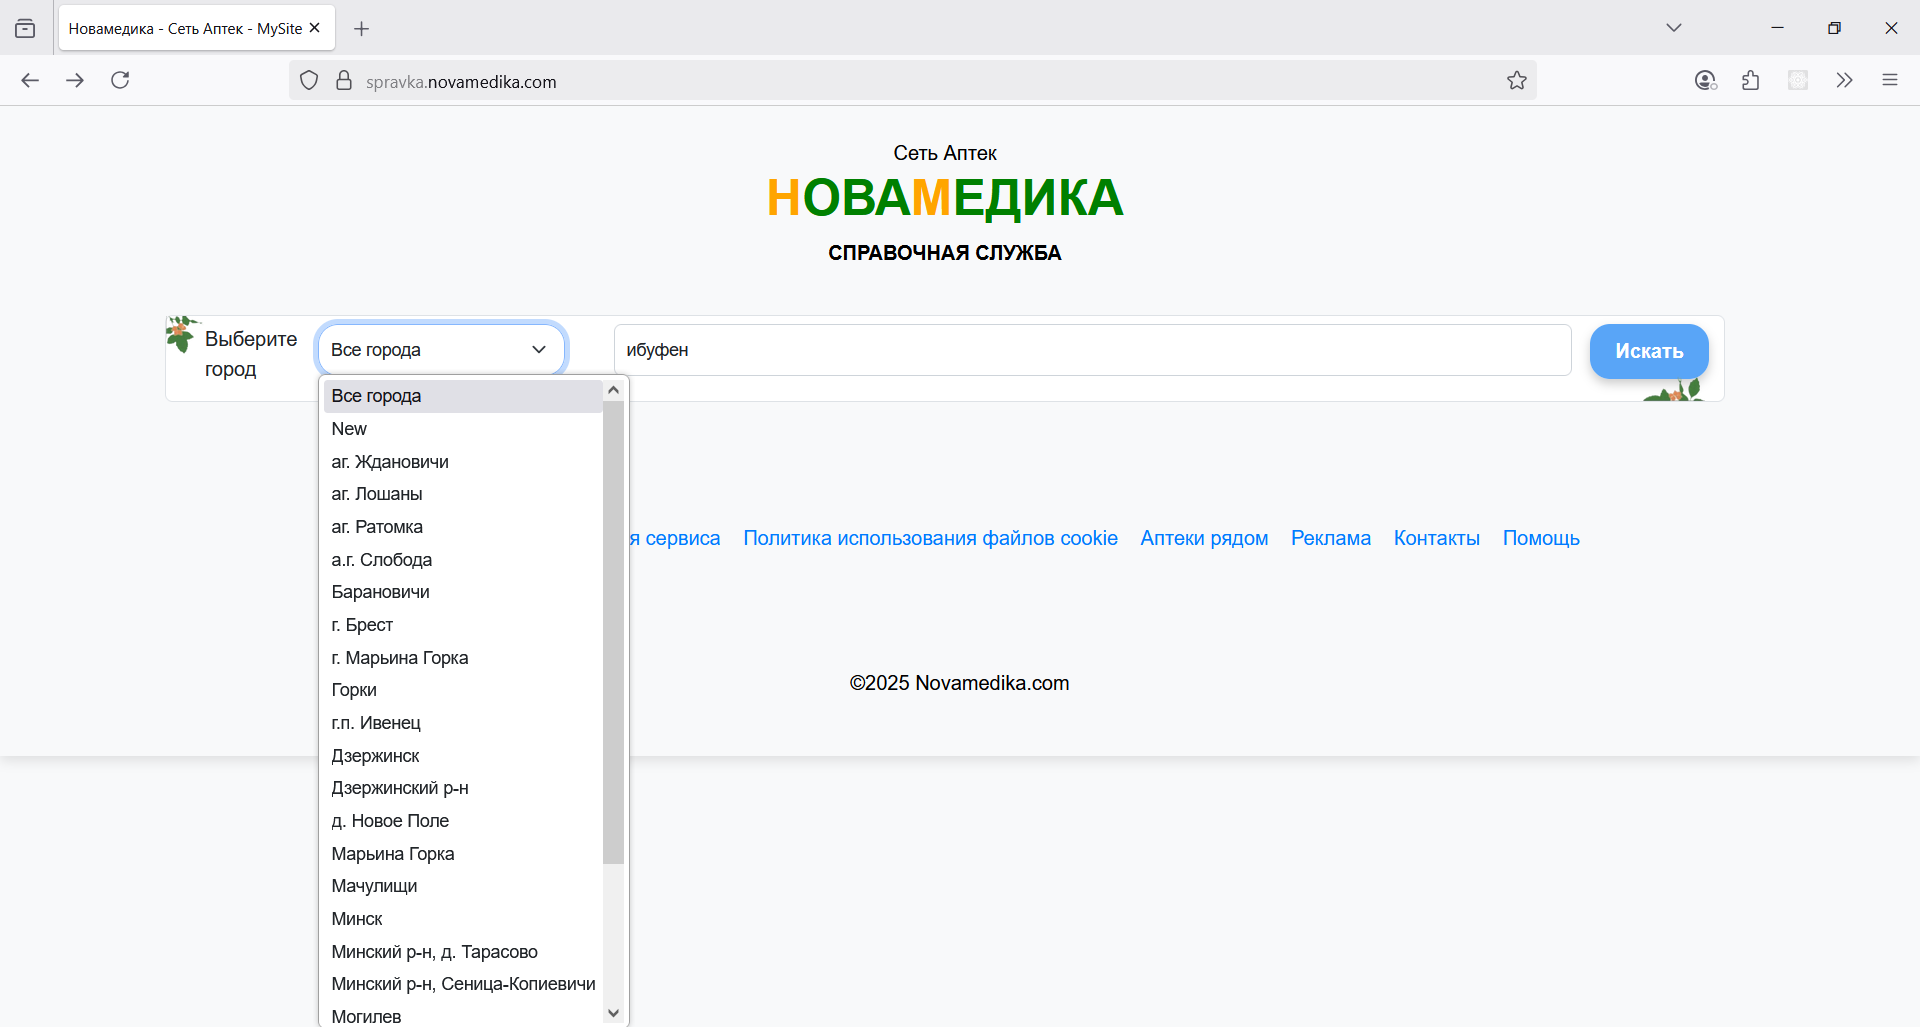 Новамедика - Сеть Аптек - MySite
spravka.novamedika.com
Сеть Аптек
НОВАМЕДИКА
СПРАВОЧНАЯ СЛУЖБА
Выберите
город
Все города
ибуфен
Искать
Все города
New
аг. Ждановичи
аг. Лошаны
аг. Ратомка
а.г. Слобода
Барановичи
г. Брест
г. Марьина Горка
Горки
г.п. Ивенец
Дзержинск
Дзержинский р-н
д. Новое Поле
Марьина Горка
Мачулищи
Минск
Минский р-н, д. Тарасово
Минский р-н, Сеница-Копиевичи
Могилев
я сервиса Политика использования файлов cookie Аптеки рядом Реклама Контакты Помощь
©2025 Novamedika.com